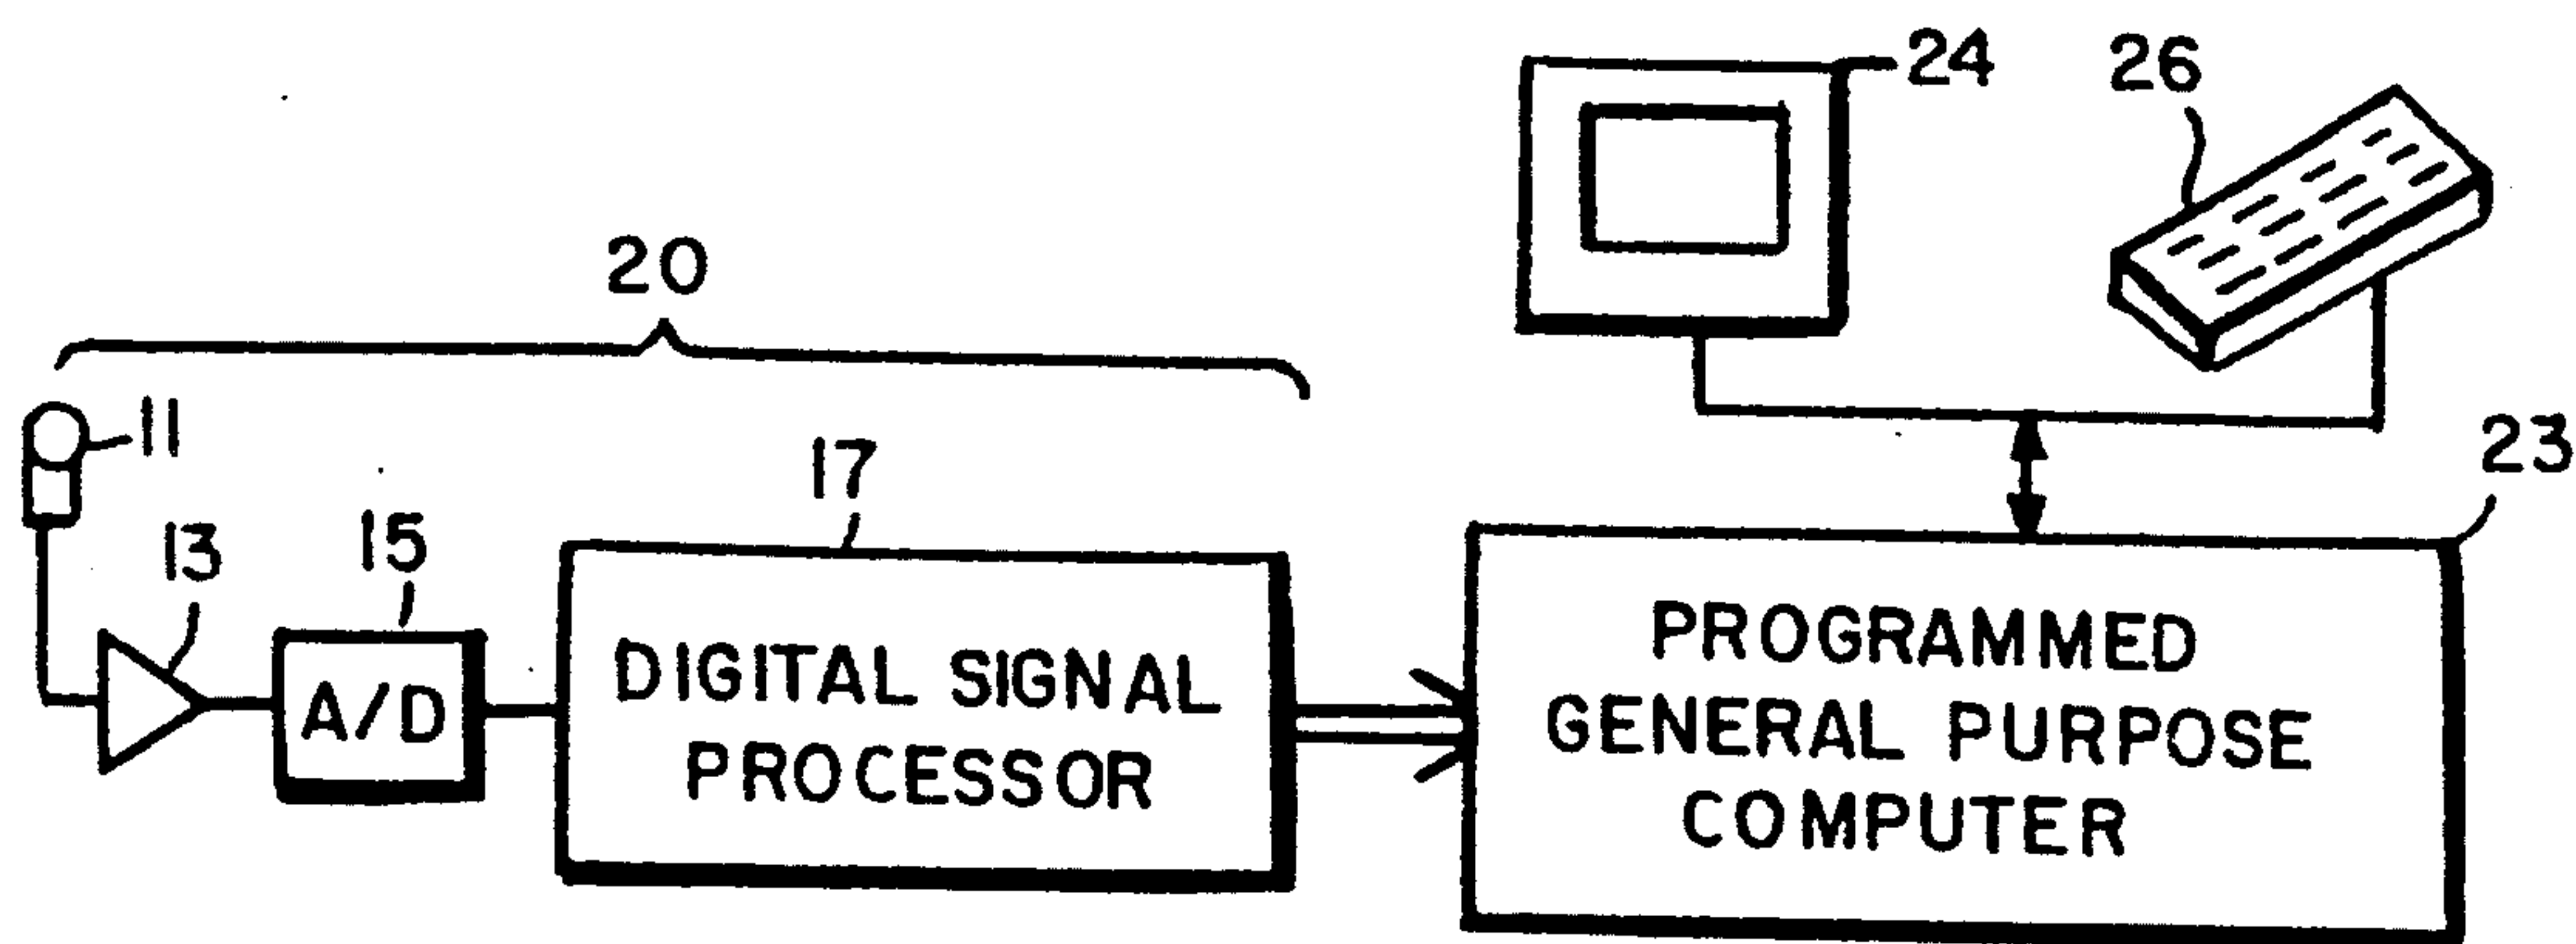 24
26
20
11
17
23
13
15
A/D
DIGITAL SIGNAL
PROCESSOR
PROGRAMMED
GENERAL PURPOSE
COMPUTER